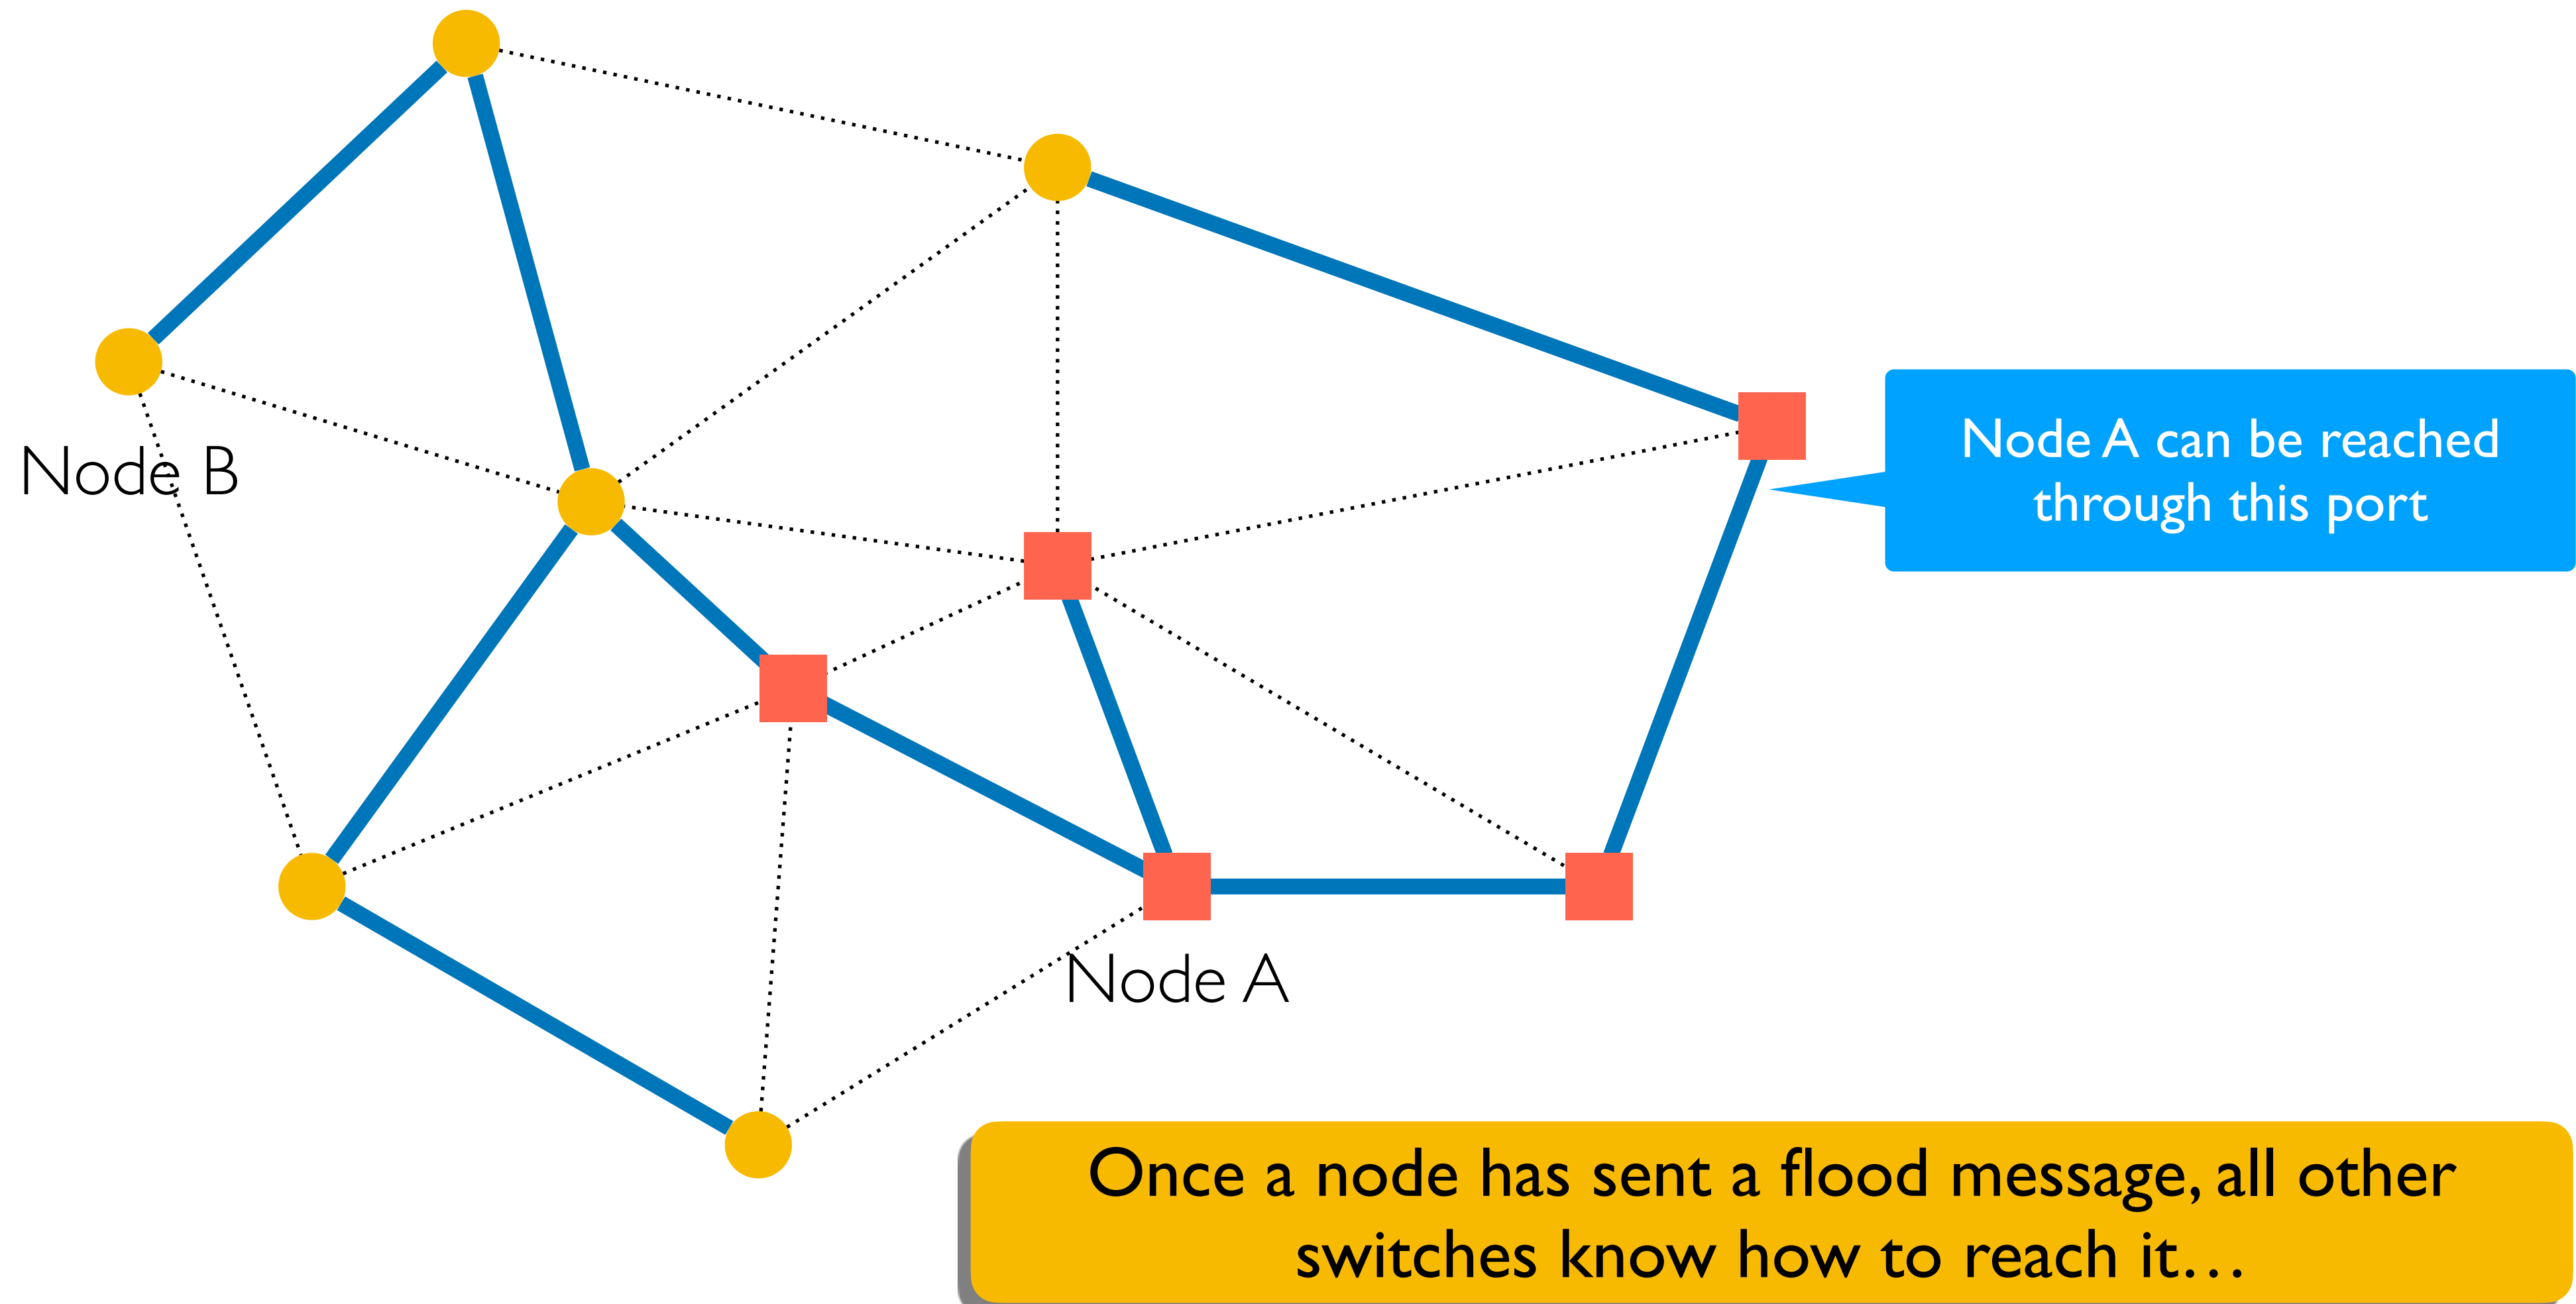 Node B
Node A can be reached
through this port
Node A
Once a node has sent a flood message, all other
switches know how to reach it…